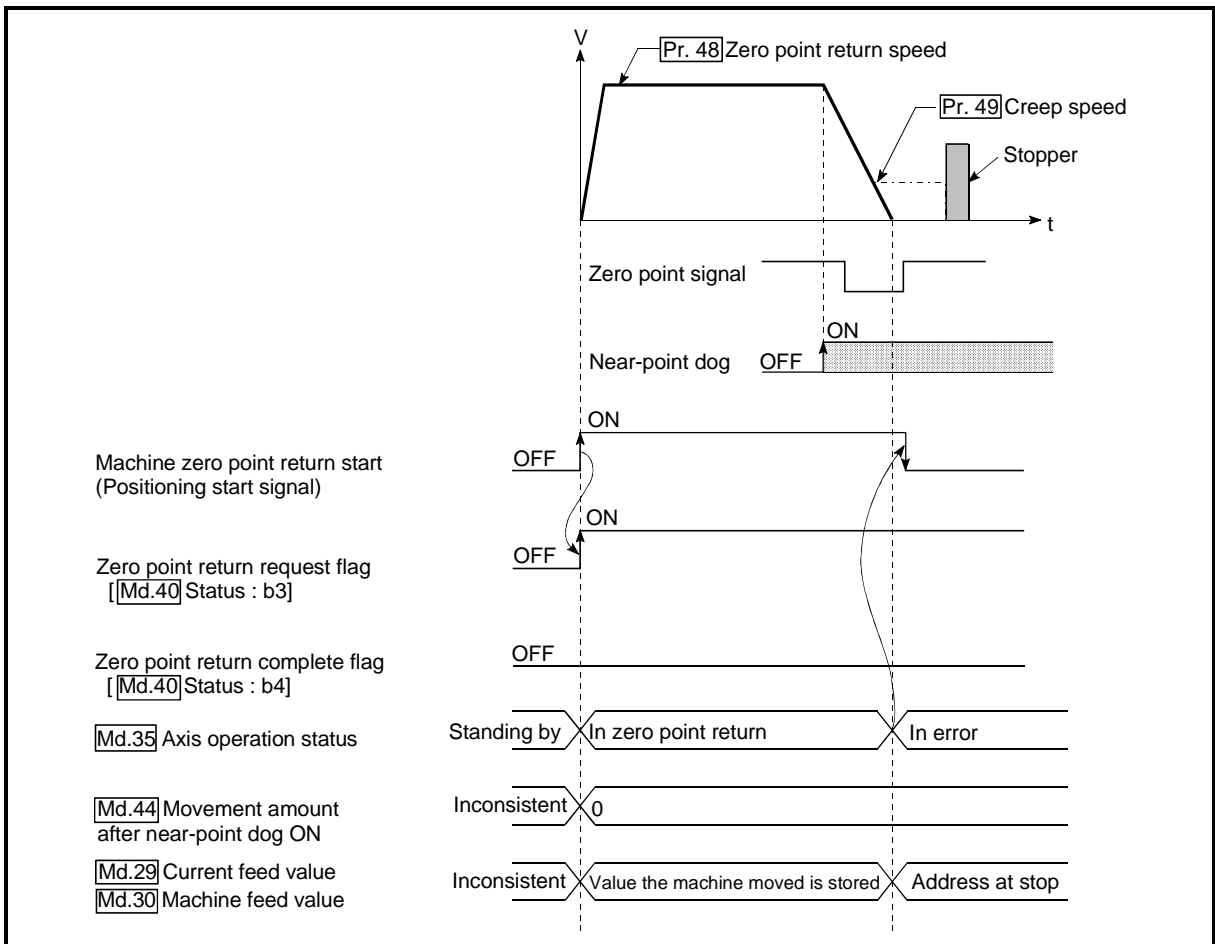 V
Pr. 48 Zero point return speed
Pr. 49 Creep speed
Stopper
t
Zero point signal
ON
Near-point dog OFF
ON
OFF
Machine zero point return start
(Positioning start signal)
ON
OFF
Zero point return request flag
[ Md.40 Status : b3]
OFF
Zero point return complete flag
[ Md.40 Status : b4]
Md.35 Axis operation status Standing by In zero point return In error
Md.44 Movement amount Inconsistent 0
after near-point dog ON
Md.29 Current feed value
Md.30 Machine feed value
Inconsistent Value the machine moved is stored Address at stop